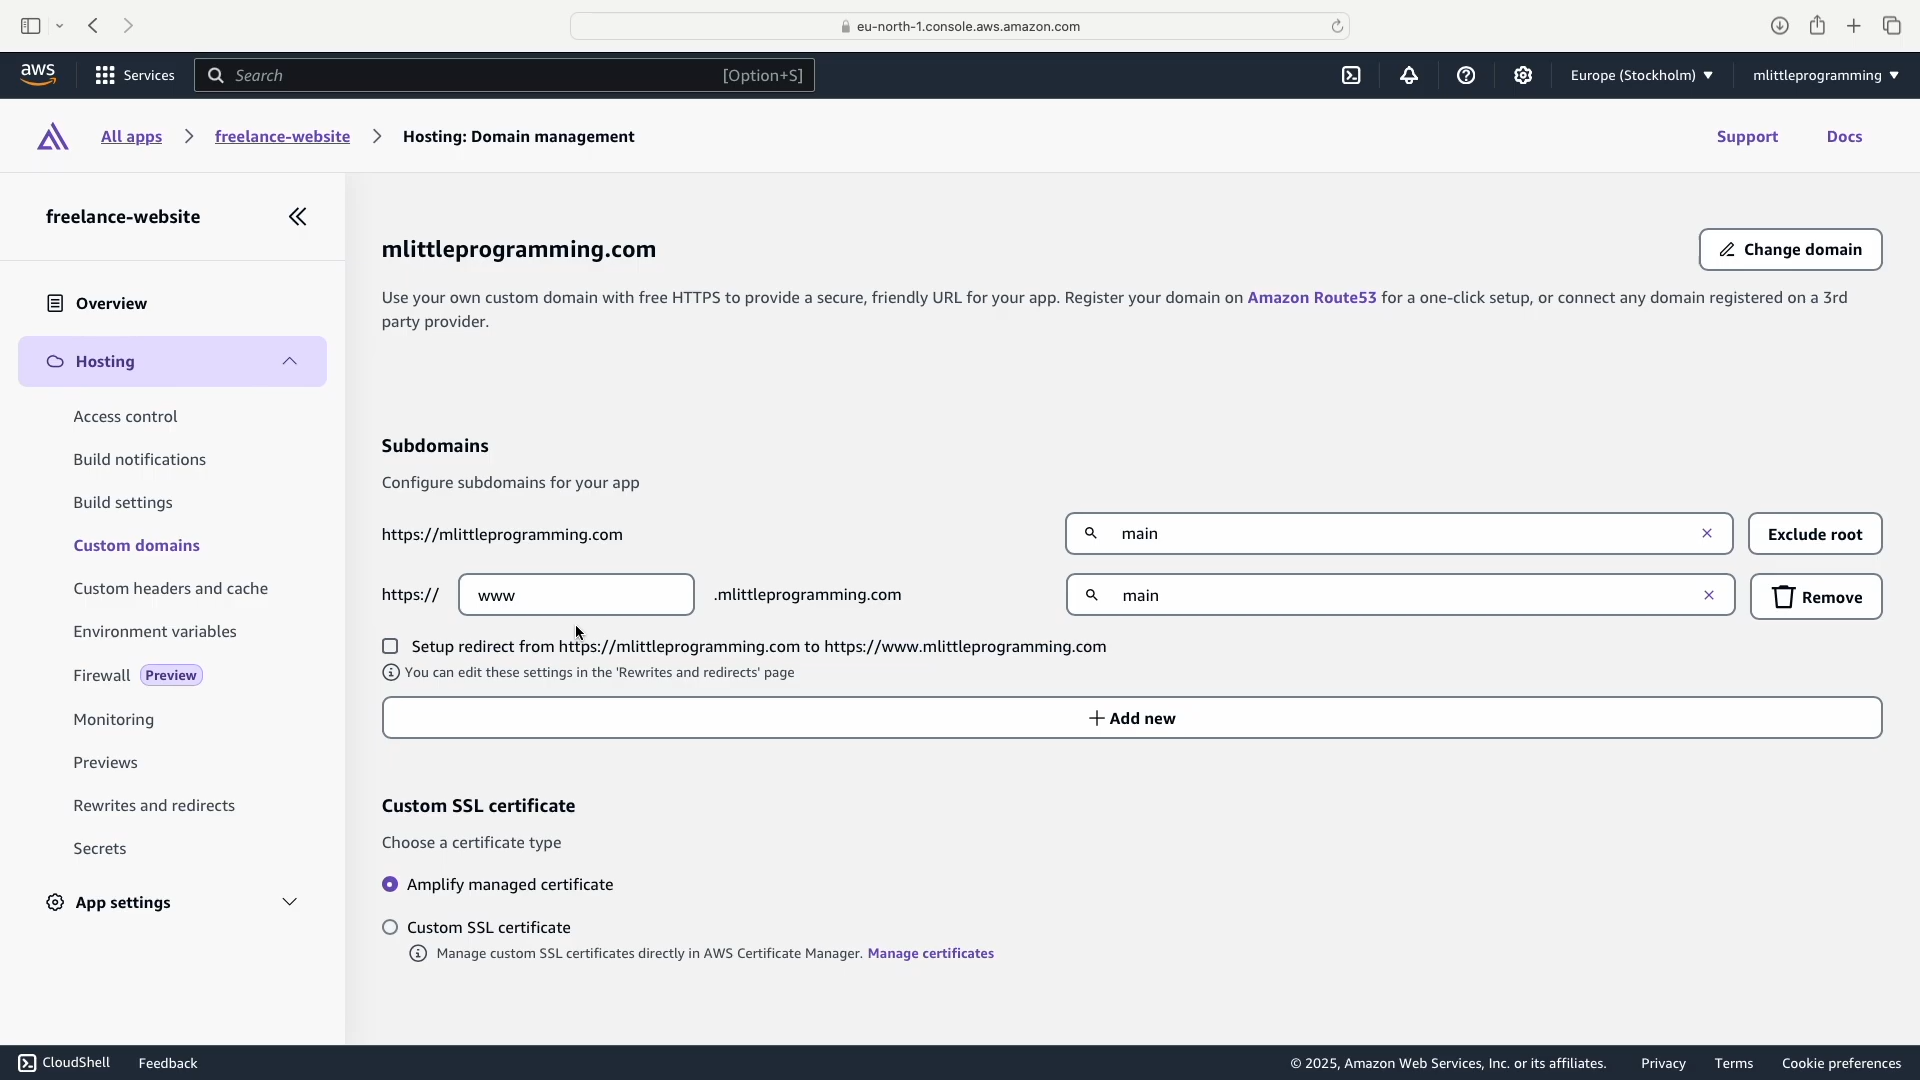 eu-north-1.console.aws.amazon.com
aws Services Search [Option+S] Europe (Stockholm) mlittleprogramming
All apps freelance-website Hosting: Domain management Support Docs
freelance-website
Overview
Hosting
Access control
Build notifications
Build settings
Custom domains
Custom headers and cache
Environment variables
Firewall Preview
Monitoring
Previews
Rewrites and redirects
Secrets
App settings
mlittleprogramming.com Change domain
Use your own custom domain with free HTTPS to provide a secure, friendly URL for your app. Register your domain on Amazon Route53 for a one-click setup, or connect any domain registered on a 3rd
party provider.
Subdomains
Configure subdomains for your app
https://mlittleprogramming.com main Exclude root
https:// www .mlittleprogramming.com main Remove
Setup redirect from https://mlittleprogramming.com to https://www.mlittleprogramming.com
You can edit these settings in the 'Rewrites and redirects' page
Add new
Custom SSL certificate
Choose a certificate type
Amplify managed certificate
Custom SSL certificate
Manage custom SSL certificates directly in AWS Certificate Manager. Manage certificates
CloudShell Feedback © 2025, Amazon Web Services, Inc. or its affiliates. Privacy Terms Cookie preferences